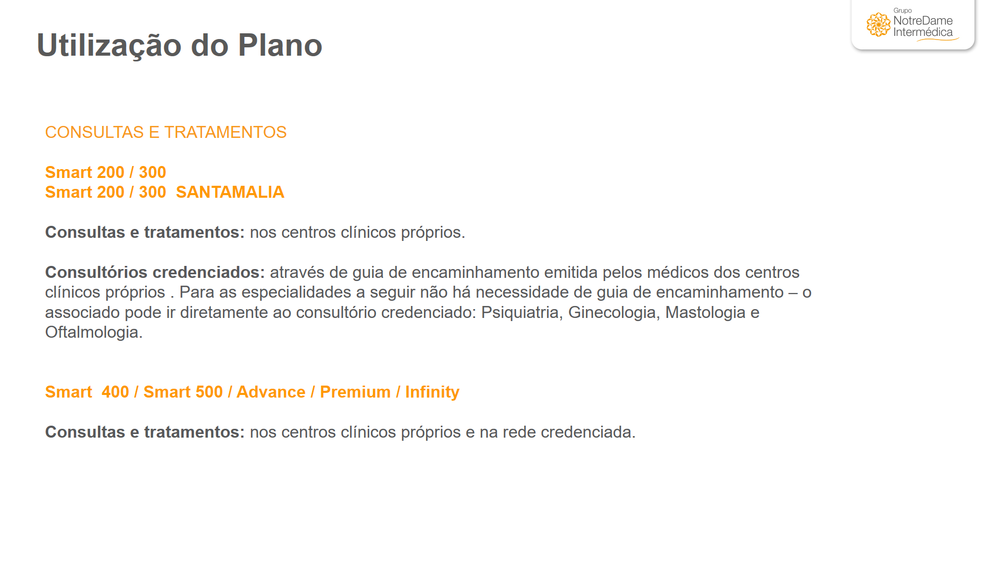 Grupo
NotreDame
Intermédica
Utilização do Plano
CONSULTAS E TRATAMENTOS
Smart 200 / 300
Smart 200 / 300  SANTAMALIA
Consultas e tratamentos: nos centros clínicos próprios.
Consultórios credenciados: através de guia de encaminhamento emitida pelos médicos dos centros
clínicos próprios . Para as especialidades a seguir não há necessidade de guia de encaminhamento – o
associado pode ir diretamente ao consultório credenciado: Psiquiatria, Ginecologia, Mastologia e
Oftalmologia.
Smart  400 / Smart 500 / Advance / Premium / Infinity
Consultas e tratamentos: nos centros clínicos próprios e na rede credenciada.